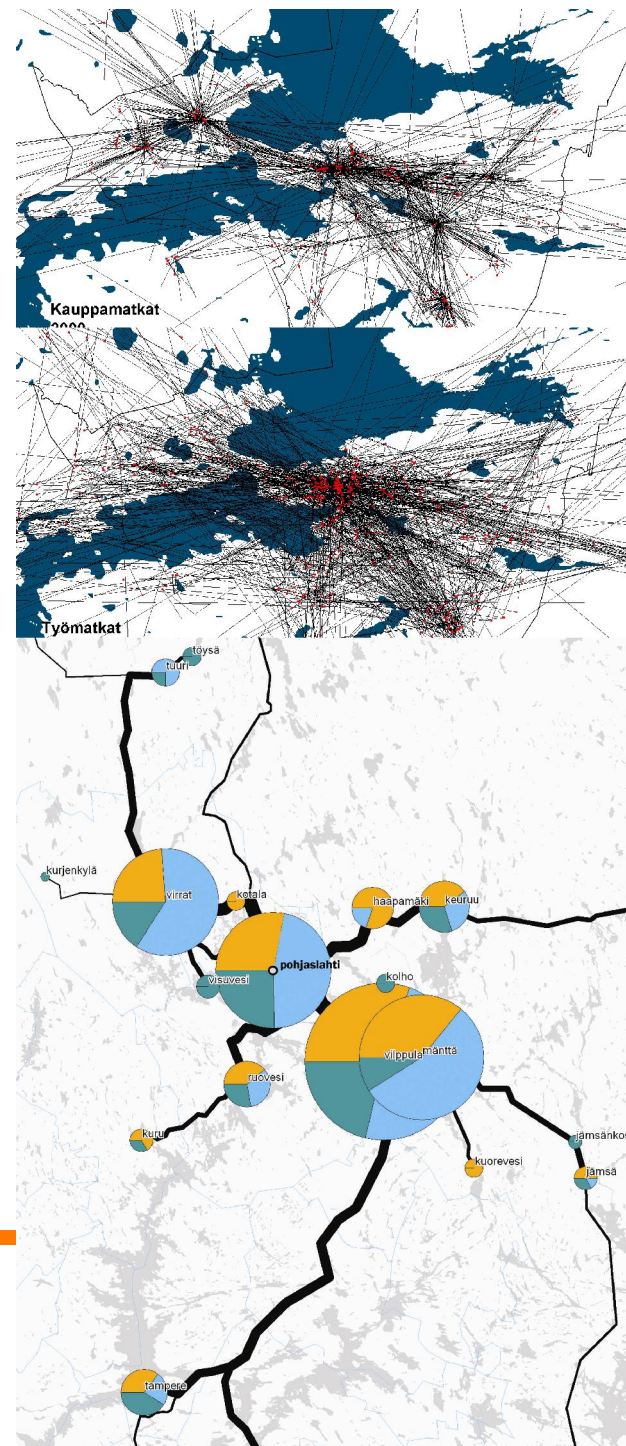 Kauppamatkat
2000
Työmatkat
töysä
tuuri
kurjenkylä
virrat
kotala
haapamäki
keuruu
pohjaslahti
visuvesi
kolho
vilppula
mänttä
ruovesi
kuru
kuorevesi
jämsänkos
jämsä
tampere